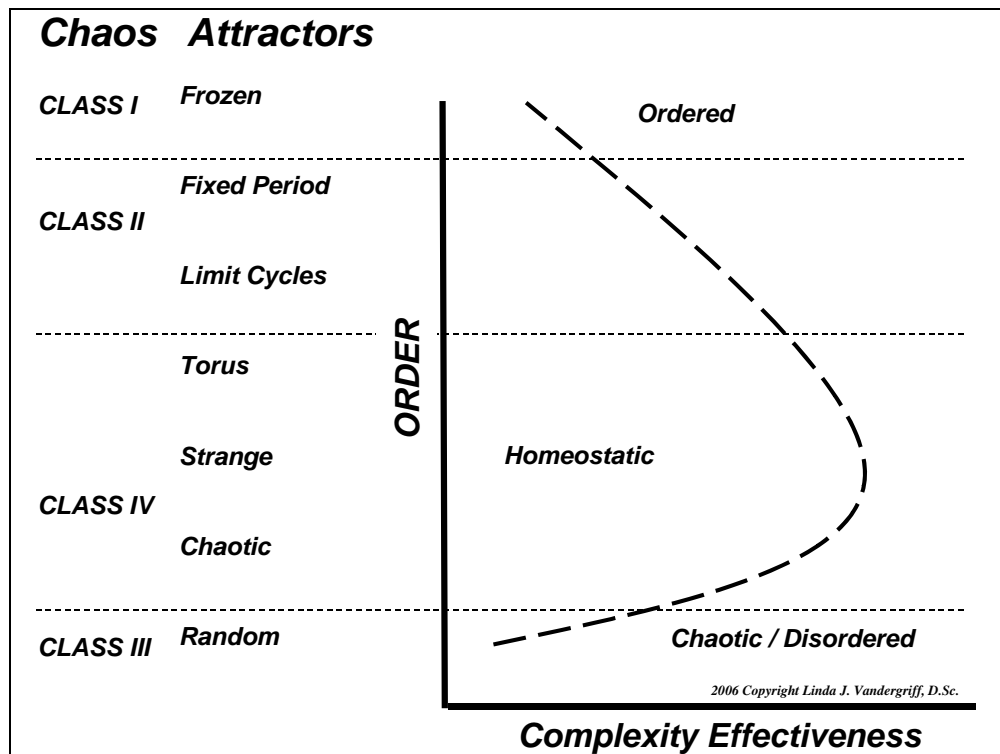 Chaos Attractors
CLASS I
Frozen
Ordered
Fixed Period
CLASS II
Limit Cycles
ORDER
Torus
Strange
Homeostatic
CLASS IV
Chaotic
CLASS III
Random
Chaotic / Disordered
2006 Copyright Linda J. Vandergriff, D.Sc.
Complexity Effectiveness